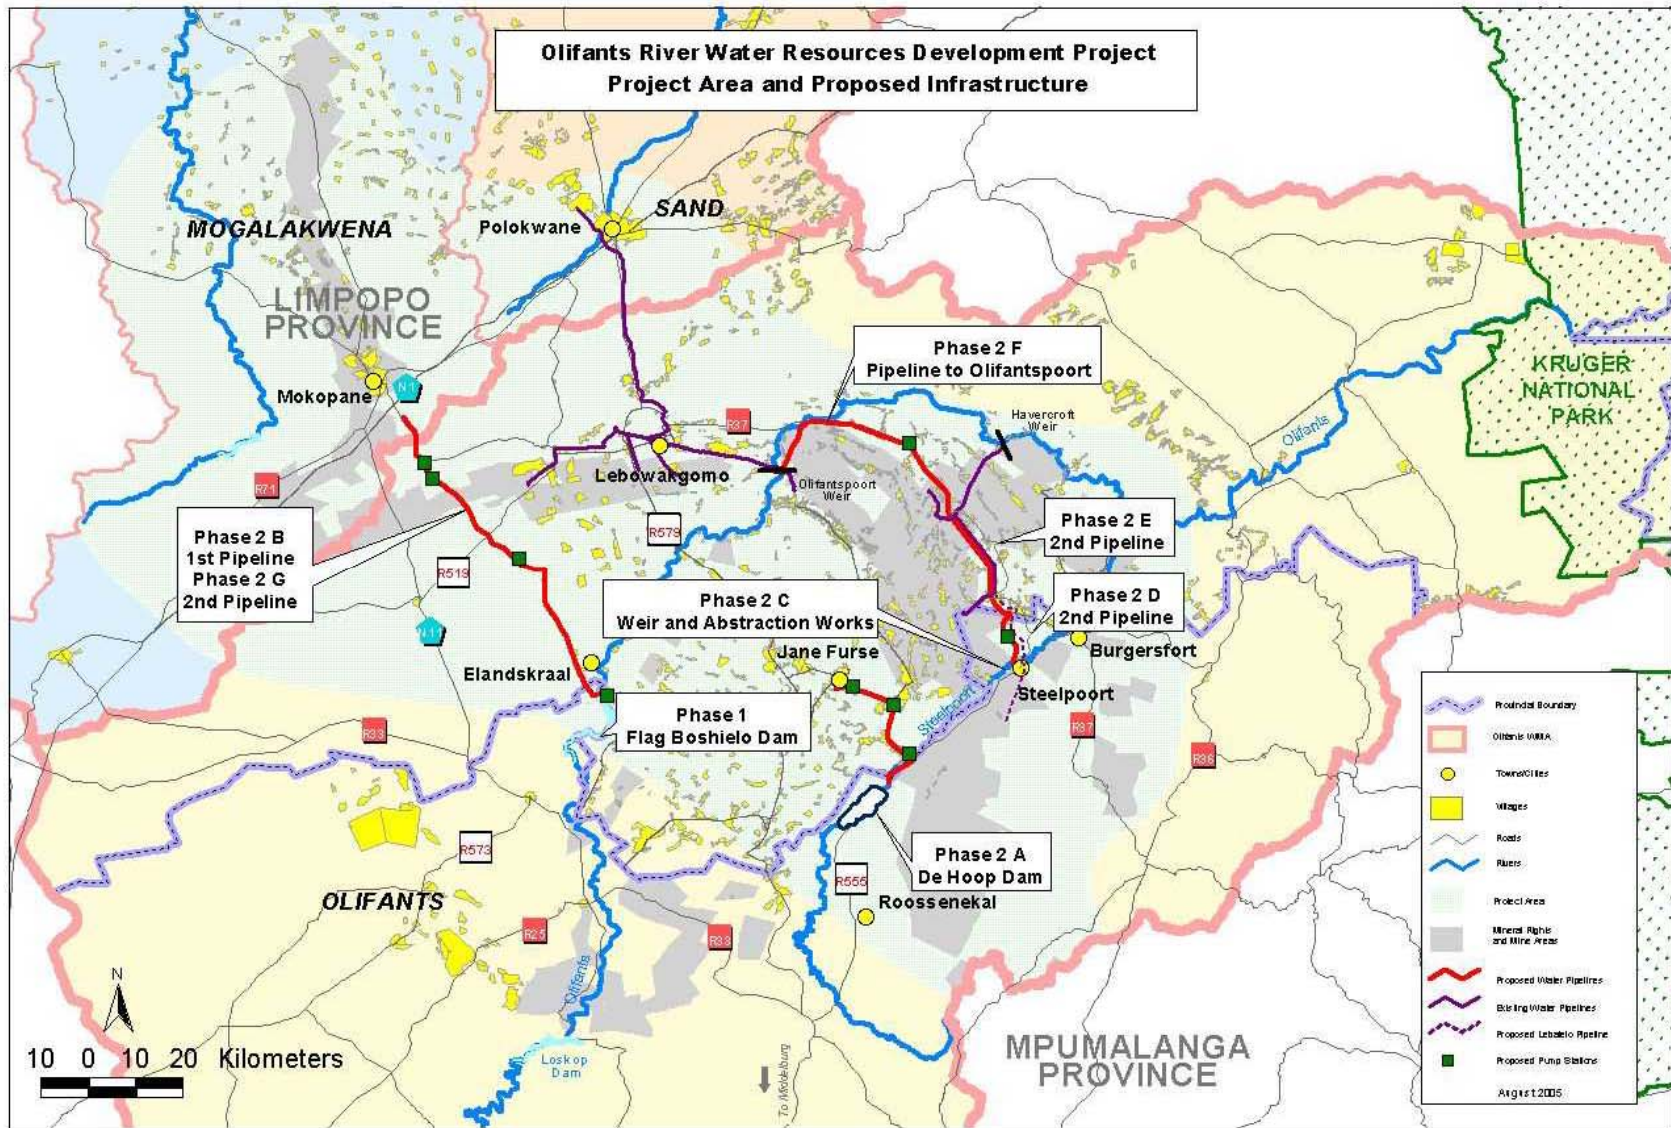 Olifants River Water Resources Development Project
Project Area and Proposed Infrastructure
SAND
Polokwane
MOGALAKWENA
LIMPOPO
PROVINCE
Mokopane
N1
Phase 2 F
Pipeline to Olifantspoort
KRUGER
NATIONAL
PARK
Havercroft
Weir
Olifants
R37
Lebowakgomo
Olifantspoort
Weir
R71
Phase 2 B
1st Pipeline
Phase 2 G
2nd Pipeline
R579
R519
Phase 2 E
2nd Pipeline
Phase 2 C
Weir and Abstraction Works
Phase 2 D
2nd Pipeline
N11
Jane Furse
Burgersfort
Elandskraal
Steelpoort
Steelpoort
Phase 1
Flag Boshielo Dam
R33
R37
R36
R573
Phase 2 A
De Hoop Dam
R555
Roossenekal
OLIFANTS
R25
R33
Olifants
N
10 0 10 20 Kilometers
Loskop
Dam
To Middelburg
MPUMALANGA
PROVINCE
Provincial Boundary
Olifants WMA
Towns/Cities
Villages
Roads
Rivers
Project Area
Mineral Rights
and Mine Areas
Proposed Water Pipelines
Existing Water Pipelines
Proposed Lebalelo Pipeline
Proposed Pump Stations
August 2005